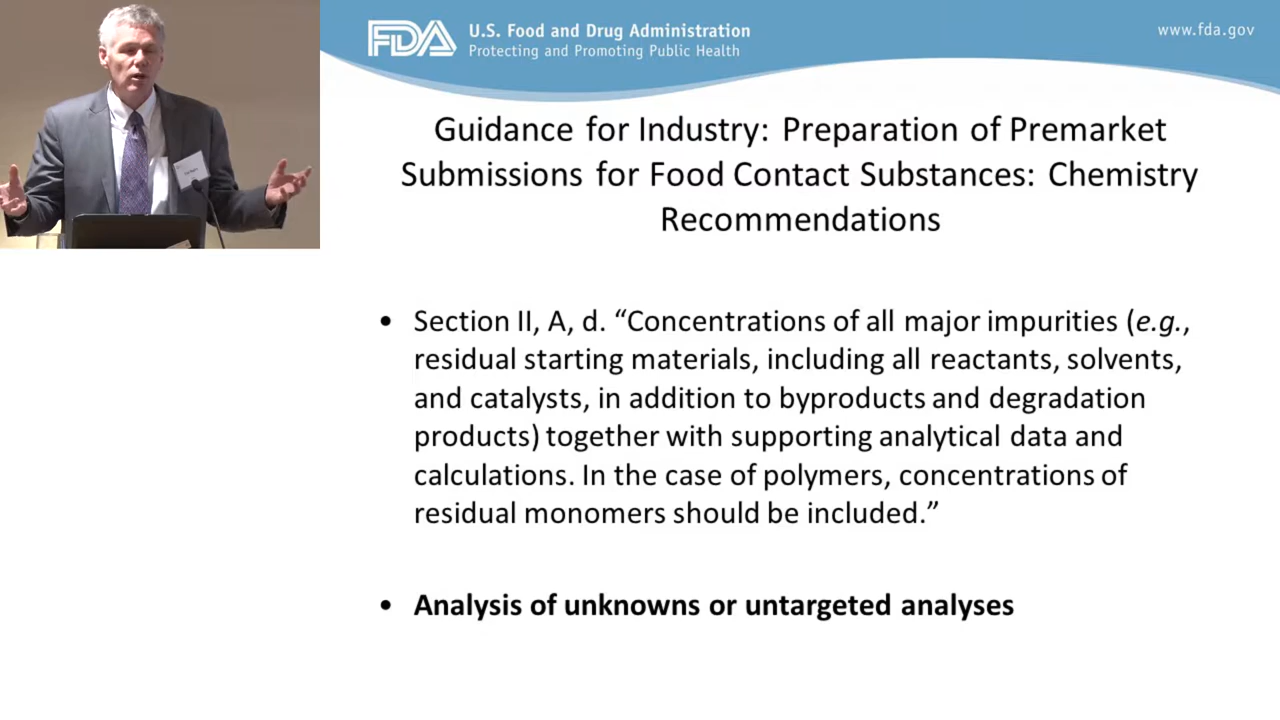 FDA
U.S. Food and Drug Administration
Protecting and Promoting Public Health
www.fda.gov
Guidance for Industry: Preparation of Premarket
Submissions for Food Contact Substances: Chemistry
Recommendations
• Section II, A, d. “Concentrations of all major impurities (e.g.,
residual starting materials, including all reactants, solvents,
and catalysts, in addition to byproducts and degradation
products) together with supporting analytical data and
calculations. In the case of polymers, concentrations of
residual monomers should be included.”
• Analysis of unknowns or untargeted analyses